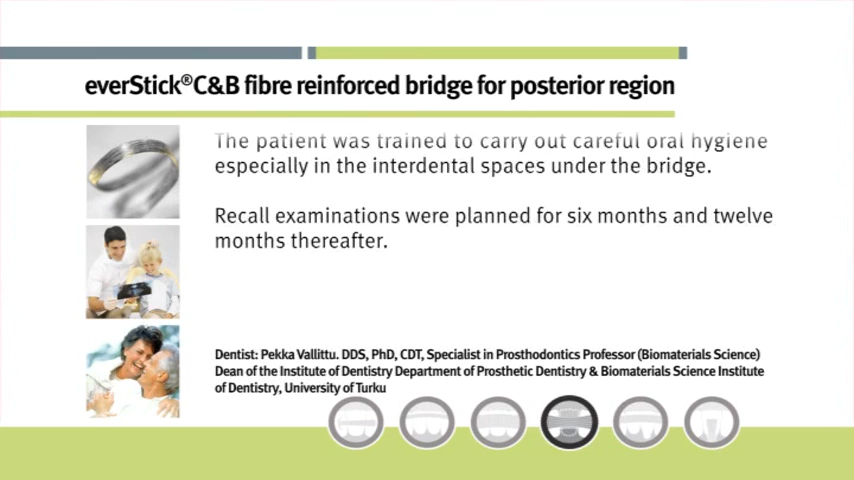 everStick®C&B fibre reinforced bridge for posterior region
The patient was trained to carry out careful oral hygiene
especially in the interdental spaces under the bridge.
Recall examinations were planned for six months and twelve
months thereafter.
Dentist: Pekka Vallittu. DDS, PhD, CDT, Specialist in Prosthodontics Professor (Biomaterials Science)
Dean of the Institute of Dentistry Department of Prosthetic Dentistry & Biomaterials Science Institute
of Dentistry, University of Turku